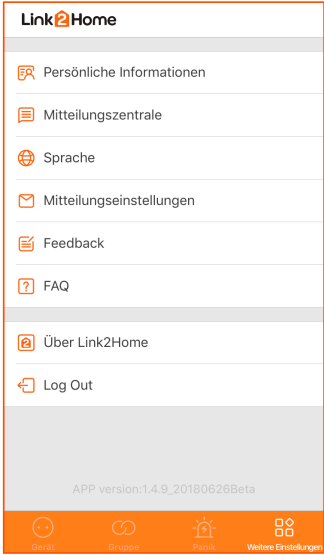 Link2Home
Persönliche Informationen
Mitteilungszentrale
Sprache
Mitteilungseinstellungen
Feedback
FAQ
Über Link2Home
Log Out
APP version:1.4.9_20180626Beta
Gerät Gruppe Panik Weitere Einstellungen